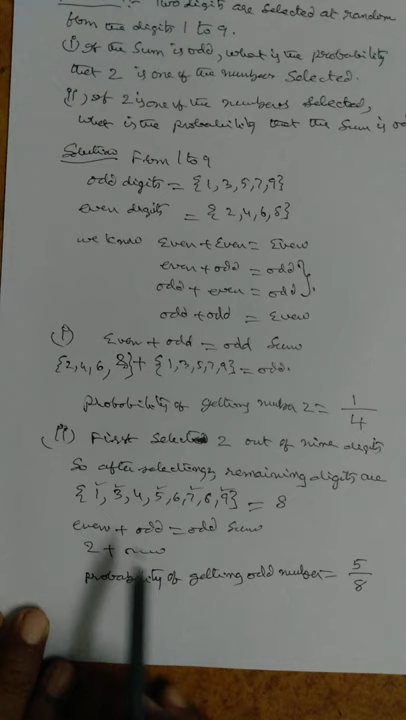 Two digits are selected at random
from the digits 1 to 9.
(i) If the Sum is odd, what is the probability
that 2 is one of the numbers Selected.
ii) If 2 is one of the numbers Selected,
what is the probability that the Sum is
Solution From 1 to 9
odd digits = {1, 3, 5, 7, 9}
even digits = {2, 4, 6, 8}
we know Even + Even = Even
even + odd = odd
odd + even = odd
odd + odd = Even
(i) Even + odd = odd Sum
{2, 4, 6, 8} + {1, 3, 5, 7, 9} = odd.
probability of getting number 2 = 1/4
(ii) First Selected 2 out of nine digits
So after selecting 2, remaining digits are
{1, 3, 4, 5, 6, 7, 8, 9} = 8
even + odd = odd Sum
2 +
probability of getting odd number = 5/8